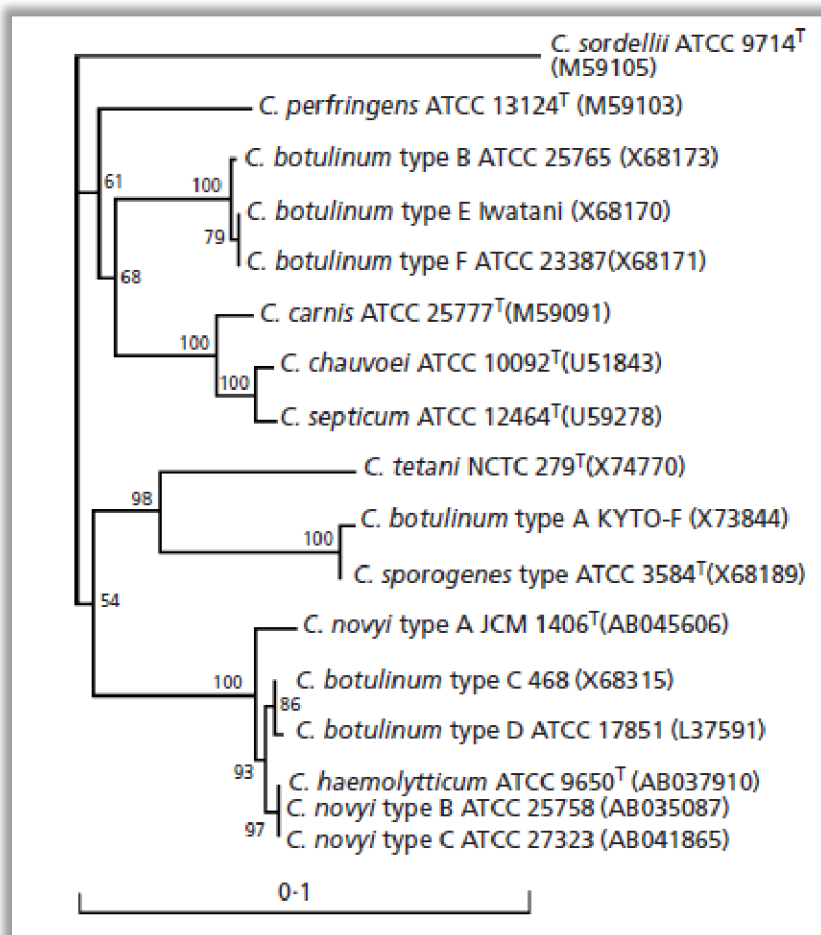 C. sordellii ATCC 9714ᵀ
(M59105)
C. perfringens ATCC 13124ᵀ (M59103)
61
C. botulinum type B ATCC 25765 (X68173)
100
C. botulinum type E Iwatani (X68170)
79
C. botulinum type F ATCC 23387(X68171)
68
C. carnis ATCC 25777ᵀ(M59091)
100
C. chauvoei ATCC 10092ᵀ(U51843)
100
C. septicum ATCC 12464ᵀ(U59278)
C. tetani NCTC 279ᵀ(X74770)
98
C. botulinum type A KYTO-F (X73844)
100
C. sporogenes type ATCC 3584ᵀ(X68189)
54
C. novyi type A JCM 1406ᵀ(AB045606)
100
C. botulinum type C 468 (X68315)
86
C. botulinum type D ATCC 17851 (L37591)
93
C. haemolytticum ATCC 9650ᵀ (AB037910)
C. novyi type B ATCC 25758 (AB035087)
97
C. novyi type C ATCC 27323 (AB041865)
0-1